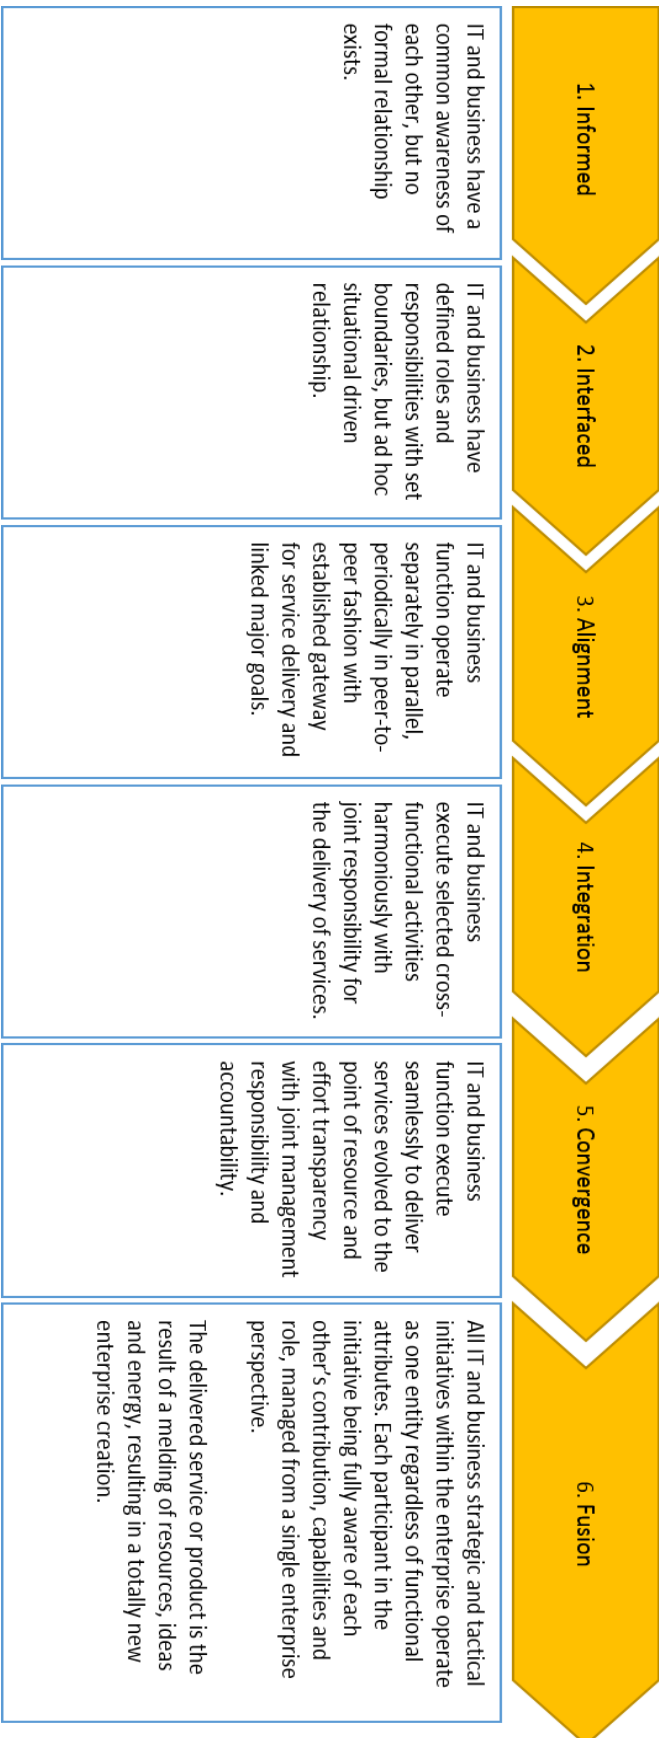 1. Informed
IT and business have a
common awareness of
each other, but no
formal relationship
exists.
2. Interfaced
IT and business have
defined roles and
responsibilities with set
boundaries, but ad hoc
situational driven
relationship.
3. Alignment
IT and business
function operate
separately in parallel,
periodically in peer-to-
peer fashion with
established gateway
for service delivery and
linked major goals.
4. Integration
IT and business
execute selected cross-
functional activities
harmoniously with
joint responsibility for
the delivery of services.
5. Convergence
IT and business
function execute
seamlessly to deliver
services evolved to the
point of resource and
effort transparency
with joint management
responsibility and
accountability.
6. Fusion
All IT and business strategic and tactical
initiatives within the enterprise operate
as one entity regardless of functional
attributes. Each participant in the
initiative being fully aware of each
other’s contribution, capabilities and
role, managed from a single enterprise
perspective.
The delivered service or product is the
result of a melding of resources, ideas
and energy, resulting in a totally new
enterprise creation.